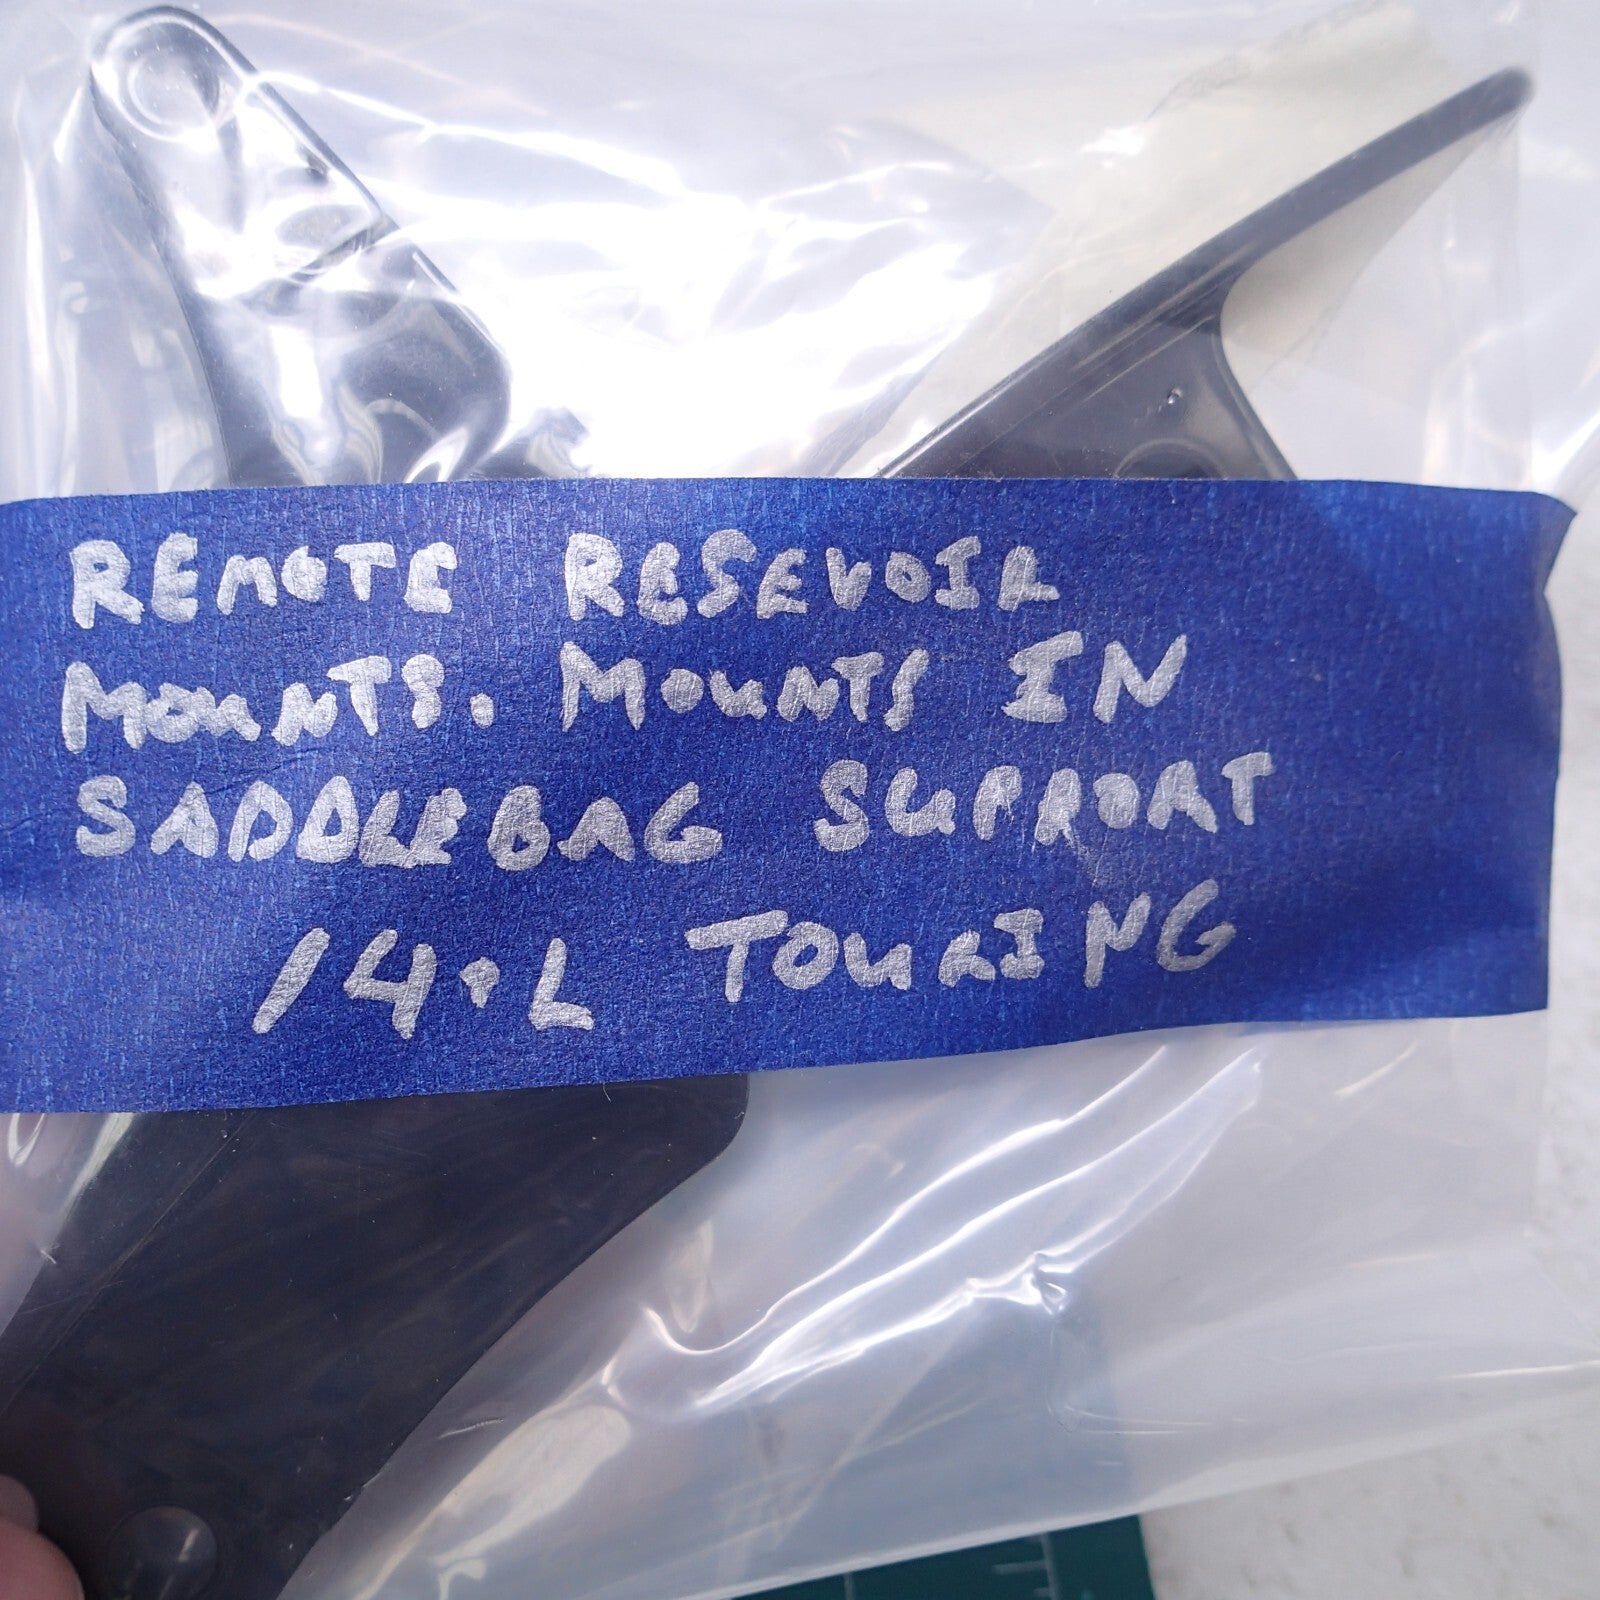 REMOTE RESEVOIR
MOUNTS. MOUNTS IN
SADDLEBAG SUPPORT
14.L TOURING